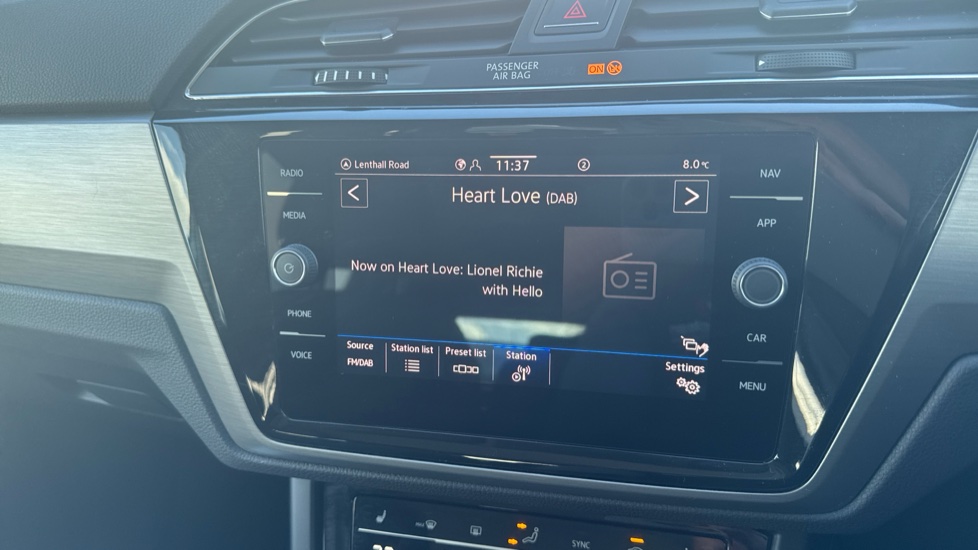 PASSENGER
AIR BAG
ON
RADIO
MEDIA
PHONE
VOICE
Lenthall Road
11:37
2
8.0°C
Heart Love (DAB)
Now on Heart Love: Lionel Richie
with Hello
Source
FM/DAB
Station list
Preset list
Station
Settings
NAV
APP
CAR
MENU
SYNC